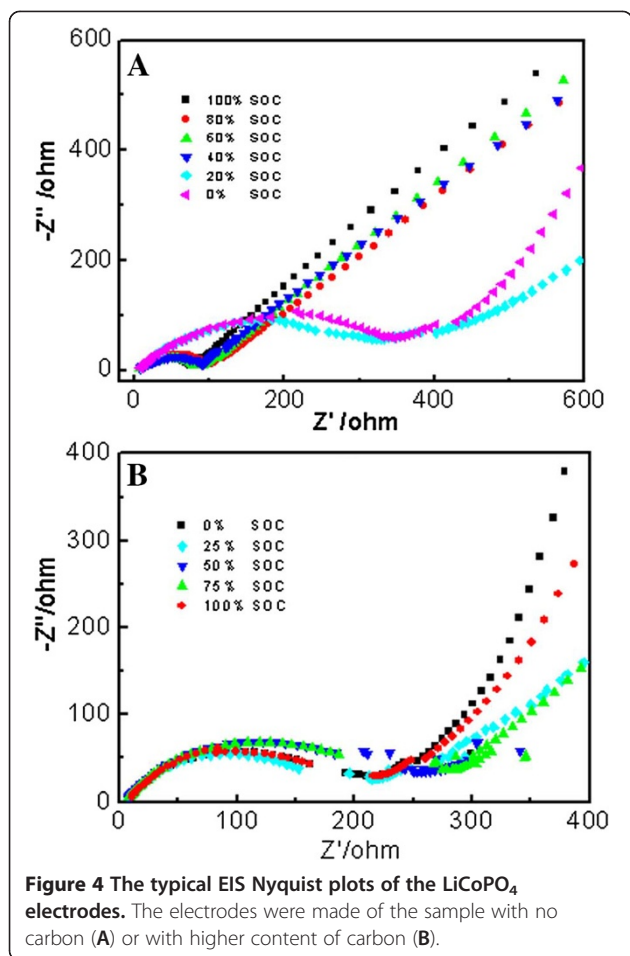 600
A
100% SOC
80% SOC
60% SOC
40% SOC
20% SOC
0% SOC
400
-Z" /ohm
200
0
0 200 400 600
Z' /ohm
400
B
0% SOC
25% SOC
50% SOC
75% SOC
100% SOC
300
-Z"/ohm
200
100
0
0 100 200 300 400
Z'/ohm
Figure 4 The typical EIS Nyquist plots of the LiCoPO₄
electrodes. The electrodes were made of the sample with no
carbon (A) or with higher content of carbon (B).